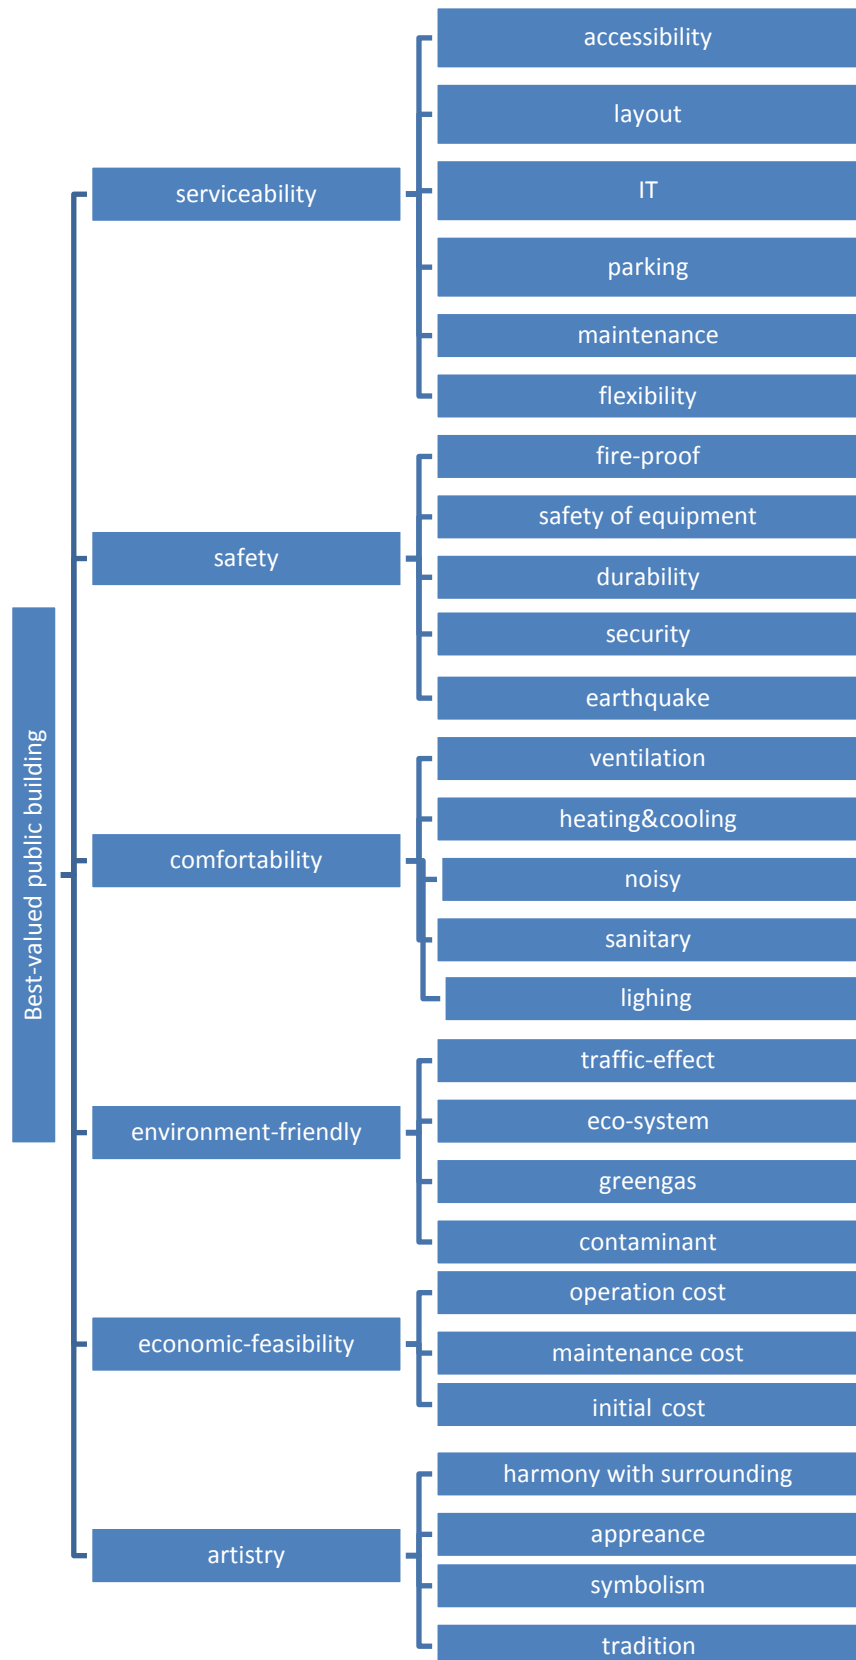 Best-valued public building
serviceability
accessibility
layout
IT
parking
maintenance
flexibility
safety
fire-proof
safety of equipment
durability
security
earthquake
comfortability
ventilation
heating&cooling
noisy
sanitary
lighing
environment-friendly
traffic-effect
eco-system
greengas
contaminant
economic-feasibility
operation cost
maintenance cost
initial cost
artistry
harmony with surrounding
appreance
symbolism
tradition